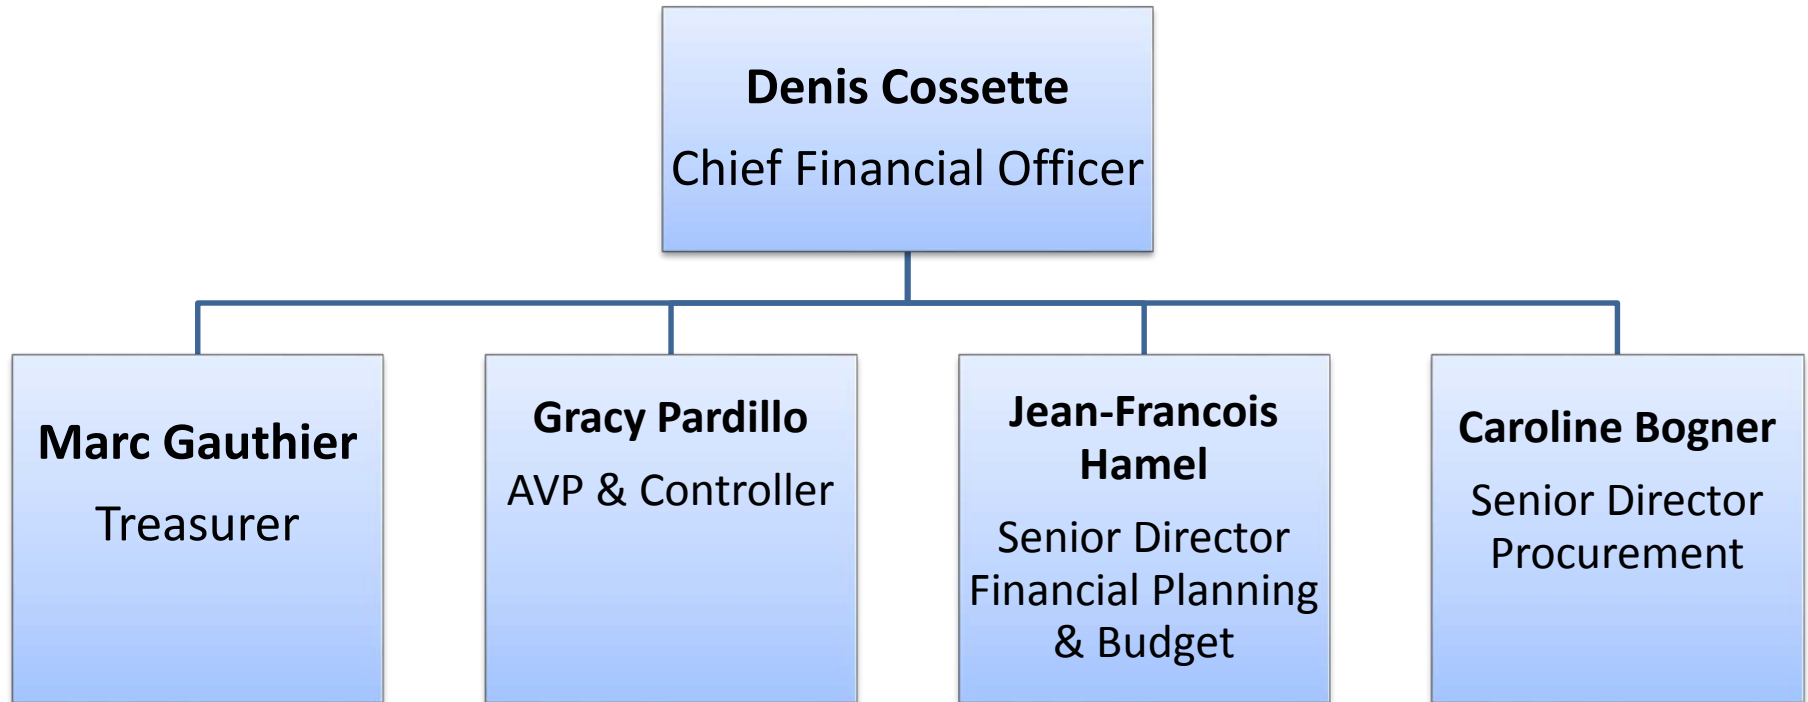 Denis Cossette
Chief Financial Officer
Marc Gauthier
Treasurer
Gracy Pardillo
AVP & Controller
Jean-Francois
Hamel
Senior Director
Financial Planning
& Budget
Caroline Bogner
Senior Director
Procurement